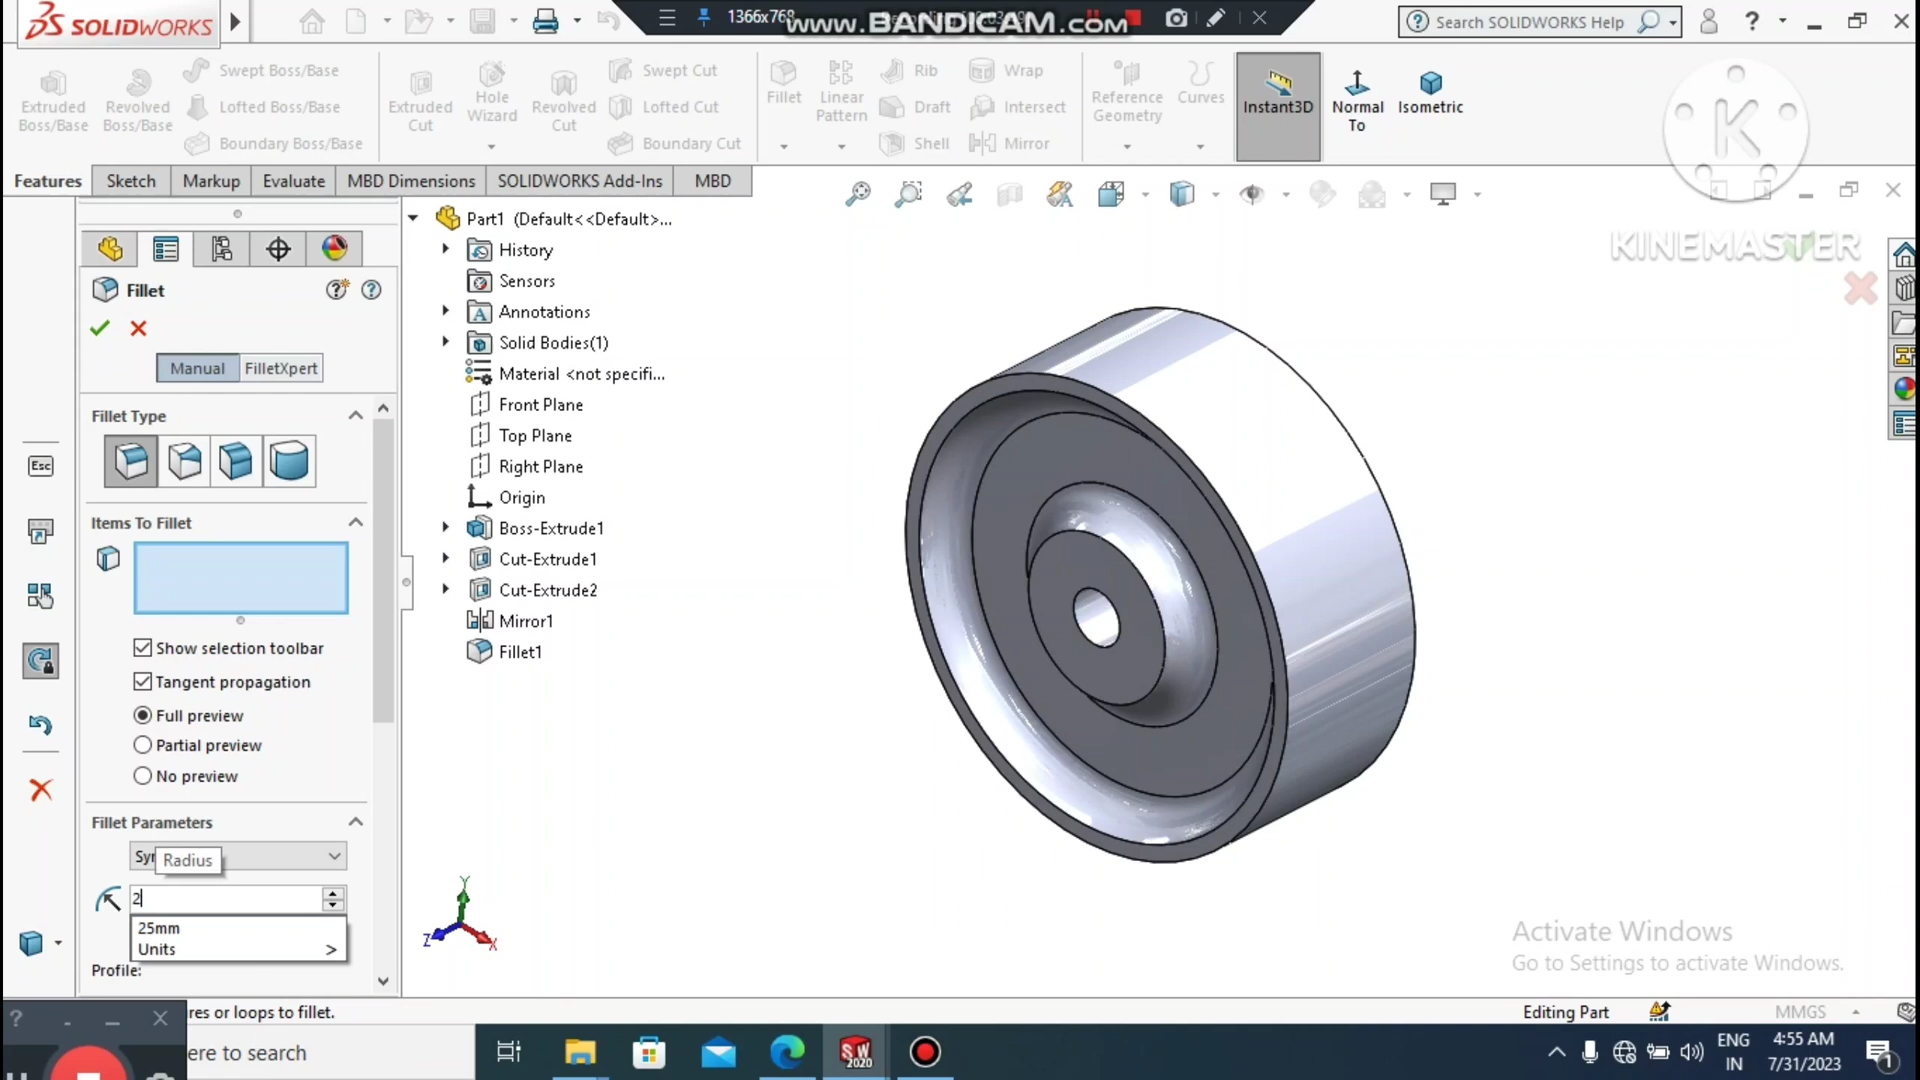 SOLIDWORKS
1366x768
www.BANDICAM.com
Search SOLIDWORKS Help
?
Extruded Boss/Base
Revolved Boss/Base
Swept Boss/Base
Lofted Boss/Base
Boundary Boss/Base
Extruded Cut
Hole Wizard
Revolved Cut
Swept Cut
Lofted Cut
Boundary Cut
Fillet
Linear Pattern
Rib
Draft
Shell
Wrap
Intersect
Mirror
Reference Geometry
Curves
Instant3D
Normal To
Isometric
K
KINEMASTER
Features
Sketch
Markup
Evaluate
MBD Dimensions
SOLIDWORKS Add-Ins
MBD
Part1 (Default<<Default>...
History
Sensors
Annotations
Solid Bodies(1)
Material <not specifi...
Front Plane
Top Plane
Right Plane
Origin
Boss-Extrude1
Cut-Extrude1
Cut-Extrude2
Mirror1
Fillet1
Fillet
Manual
FilletXpert
Fillet Type
Esc
Items To Fillet
Show selection toolbar
Tangent propagation
Full preview
Partial preview
No preview
Fillet Parameters
Syr
Radius
2
25mm
Units >
Profile:
Y
Z
X
Activate Windows
Go to Settings to activate Windows.
res or loops to fillet.
Editing Part
MMGS
ere to search
SW 2020
ENG
IN
4:55 AM
7/31/2023
1